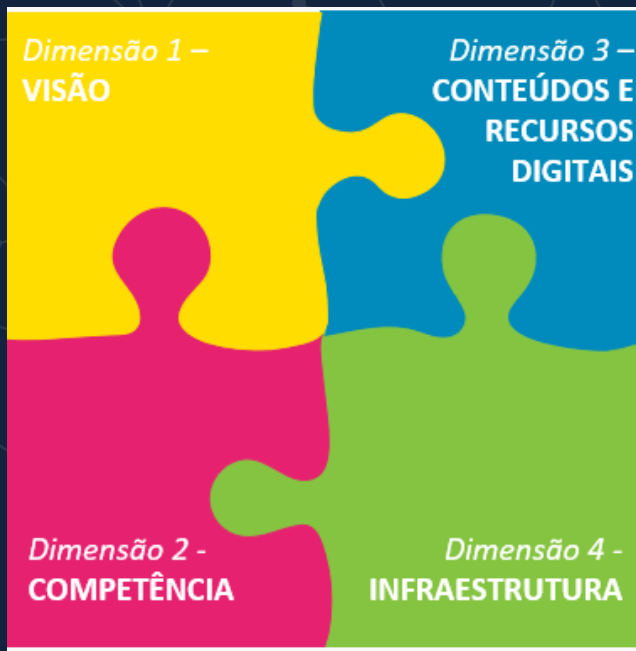 Dimensão 1 –
VISÃO
Dimensão 3 –
CONTEÚDOS E
RECURSOS
DIGITAIS
Dimensão 2 -
COMPETÊNCIA
Dimensão 4 -
INFRAESTRUTURA